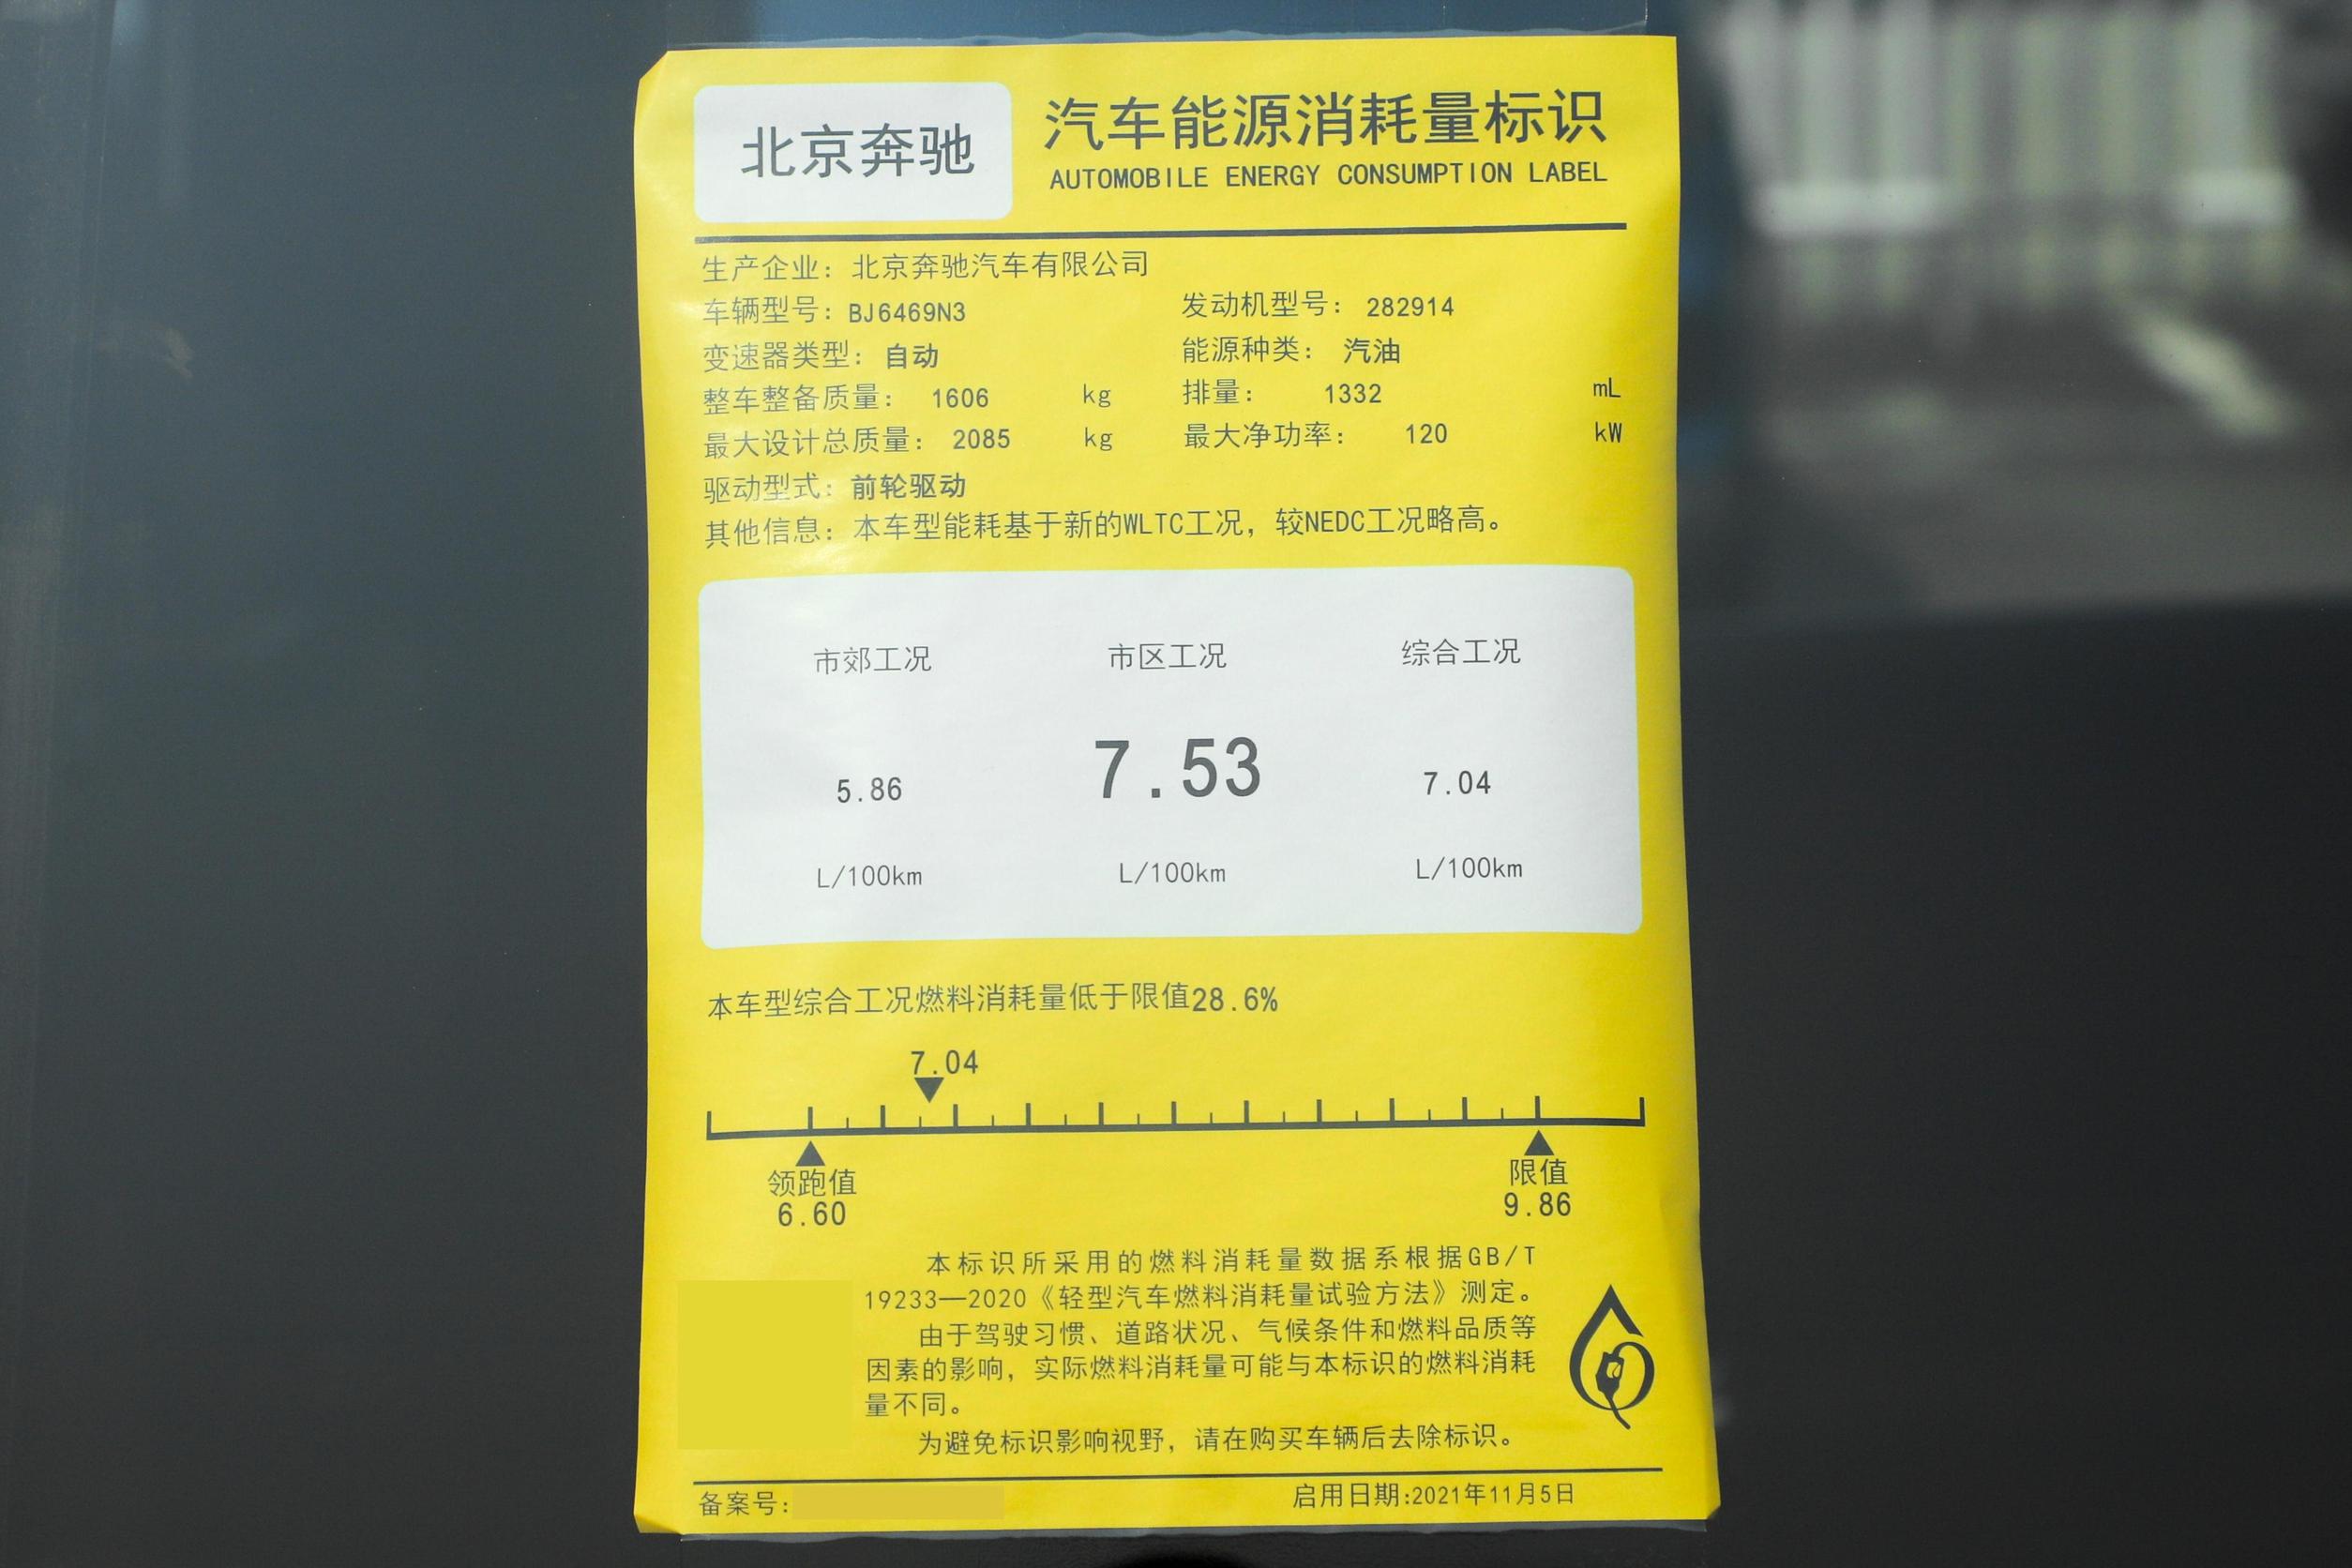 北京奔驰
汽车能源消耗量标识
AUTOMOBILE ENERGY CONSUMPTION LABEL
生产企业：北京奔驰汽车有限公司
车辆型号：BJ6469N3 发动机型号：282914
变速器类型：自动 能源种类：汽油
整车整备质量：1606 kg 排量：1332 mL
最大设计总质量：2085 kg 最大净功率：120 kW
驱动型式：前轮驱动
其他信息：本车型能耗基于新的WLTC工况，较NEDC工况略高。
市郊工况 市区工况 综合工况
5.86 7.53 7.04
L/100km L/100km L/100km
本车型综合工况燃料消耗量低于限值28.6%
7.04
领跑值 限值
6.60 9.86
本标识所采用的燃料消耗量数据系根据GB/T
19233—2020《轻型汽车燃料消耗量试验方法》测定。
由于驾驶习惯、道路状况、气候条件和燃料品质等
因素的影响，实际燃料消耗量可能与本标识的燃料消耗
量不同。
为避免标识影响视野，请在购买车辆后去除标识。
备案号： 启用日期:2021年11月5日